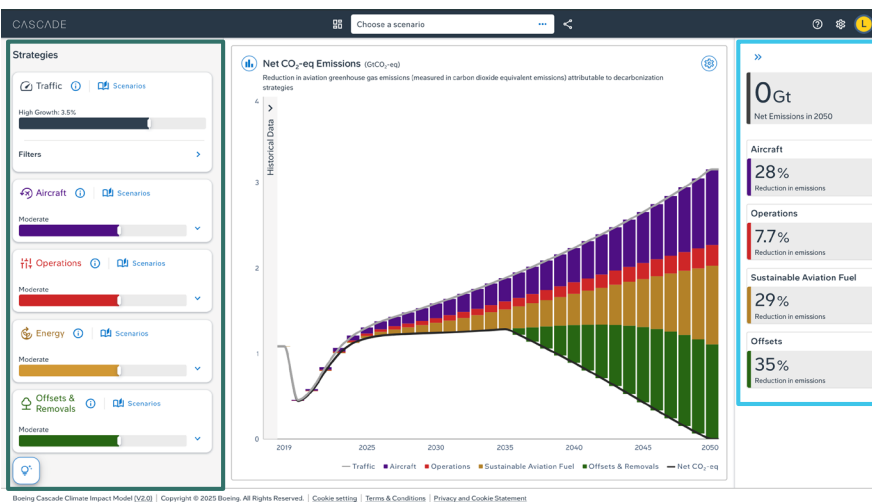 CASCADE
Choose a scenario
L
Strategies
Traffic Scenarios
High Growth: 3.5%
Filters
Aircraft Scenarios
Moderate
Operations Scenarios
Moderate
Energy Scenarios
Moderate
Offsets &
Removals Scenarios
Moderate
Net CO₂-eq Emissions (GtCO₂-eq)
Reduction in aviation greenhouse gas emissions (measured in carbon dioxide equivalent emissions) attributable to decarbonization
strategies
Historical Data
4
3
2
1
0
2019 2025 2030 2035 2040 2045 2050
Traffic Aircraft Operations Sustainable Aviation Fuel Offsets & Removals Net CO₂-eq
0Gt
Net Emissions in 2050
Aircraft
28%
Reduction in emissions
Operations
7.7%
Reduction in emissions
Sustainable Aviation Fuel
29%
Reduction in emissions
Offsets
35%
Reduction in emissions
Boeing Cascade Climate Impact Model (V2.0) | Copyright © 2025 Boeing. All Rights Reserved. | Cookie setting | Terms & Conditions | Privacy and Cookie Statement